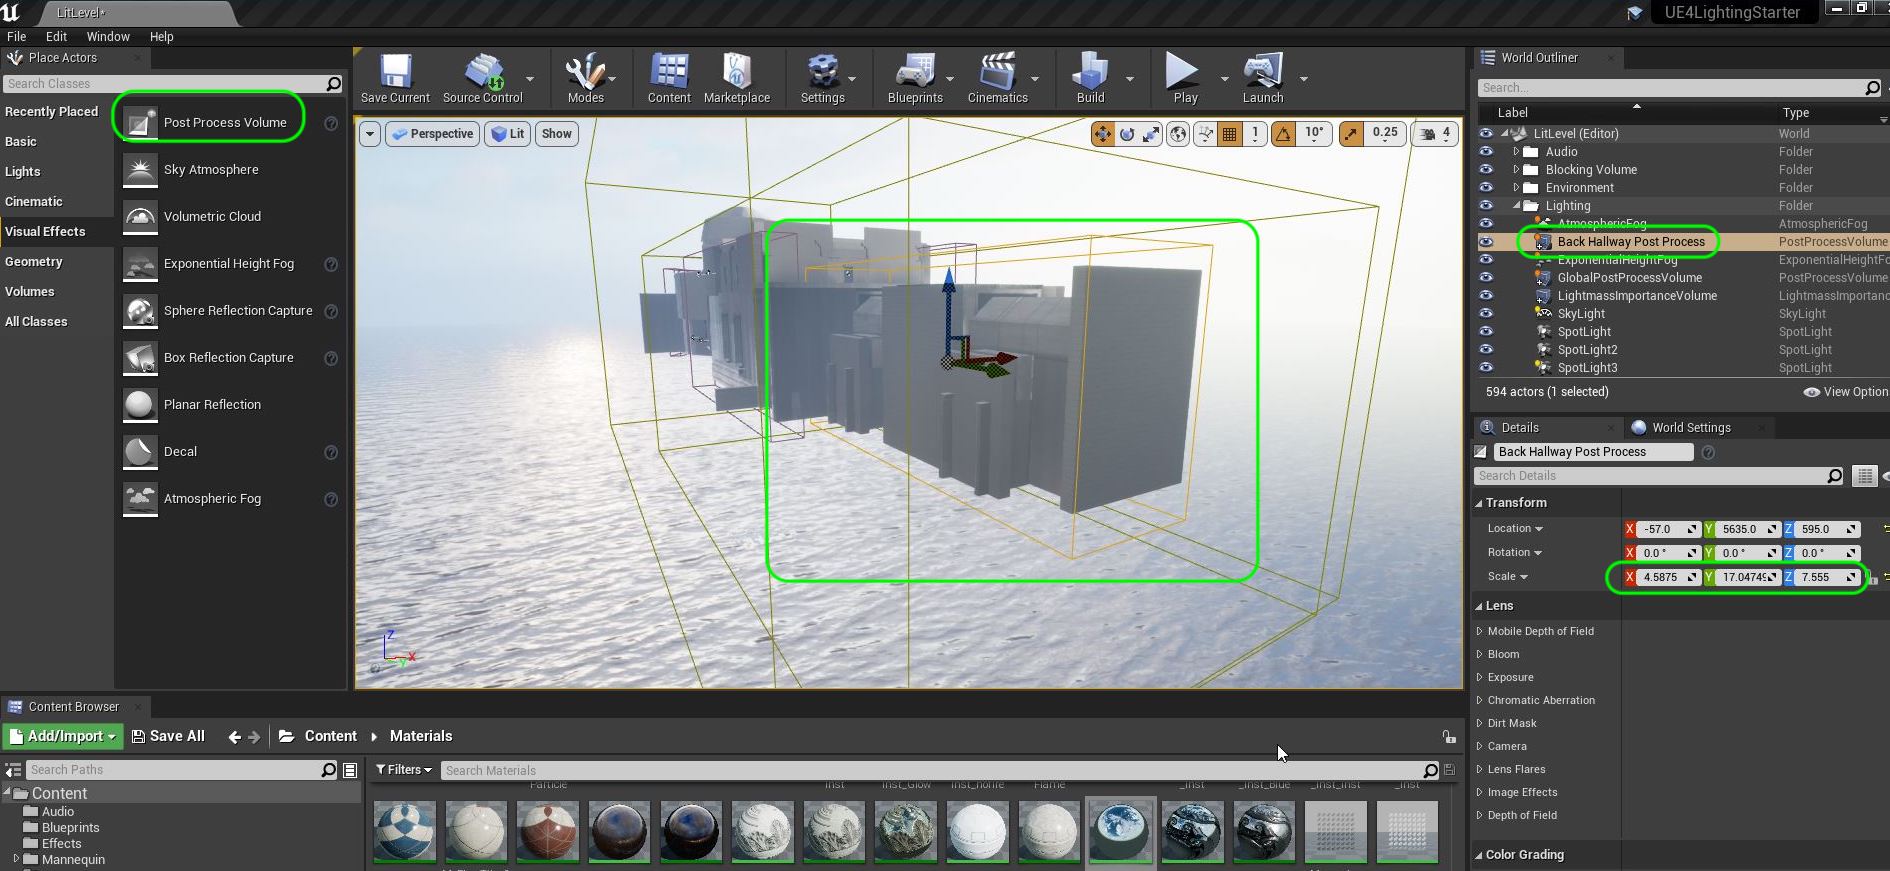 LitLevel*
UE4LightingStarter
File Edit Window Help
Place Actors
Search Classes
Recently Placed
Basic
Lights
Cinematic
Visual Effects
Geometry
Volumes
All Classes
Post Process Volume
Sky Atmosphere
Volumetric Cloud
Exponential Height Fog
Sphere Reflection Capture
Box Reflection Capture
Planar Reflection
Decal
Atmospheric Fog
Save Current Source Control Modes Content Marketplace Settings Blueprints Cinematics Build Play Launch
Perspective Lit Show 1 10° 0.25 4
Z
X
Y
World Outliner
Search...
Label Type
LitLevel (Editor) World
Audio Folder
Blocking Volume Folder
Environment Folder
Lighting Folder
AtmosphericFog AtmosphericFog
Back Hallway Post Process PostProcessVolume
ExponentialHeightFog ExponentialHeightFo
GlobalPostProcessVolume PostProcessVolume
LightmassImportanceVolume LightmassImportanc
SkyLight SkyLight
SpotLight SpotLight
SpotLight2 SpotLight
SpotLight3 SpotLight
594 actors (1 selected) View Option
Details World Settings
Back Hallway Post Process
Search Details
Transform
Location X -57.0 Y 5635.0 Z 595.0
Rotation X 0.0 ° Y 0.0 ° Z 0.0 °
Scale X 4.5875 Y 17.04749 Z 7.555
Lens
Mobile Depth of Field
Bloom
Exposure
Chromatic Aberration
Dirt Mask
Camera
Lens Flares
Image Effects
Depth of Field
Color Grading
Content Browser
Add/Import Save All Content Materials
Search Paths
Content
Audio
Blueprints
Effects
Mannequin
Filters Search Materials
Particle Inst Inst_Glow Flame _Inst _Inst_Blue _Inst_Inst _Inst